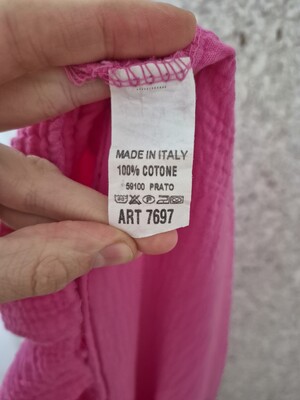 MADE IN ITALY
100% COTONE
59100 PRATO
ART 7697